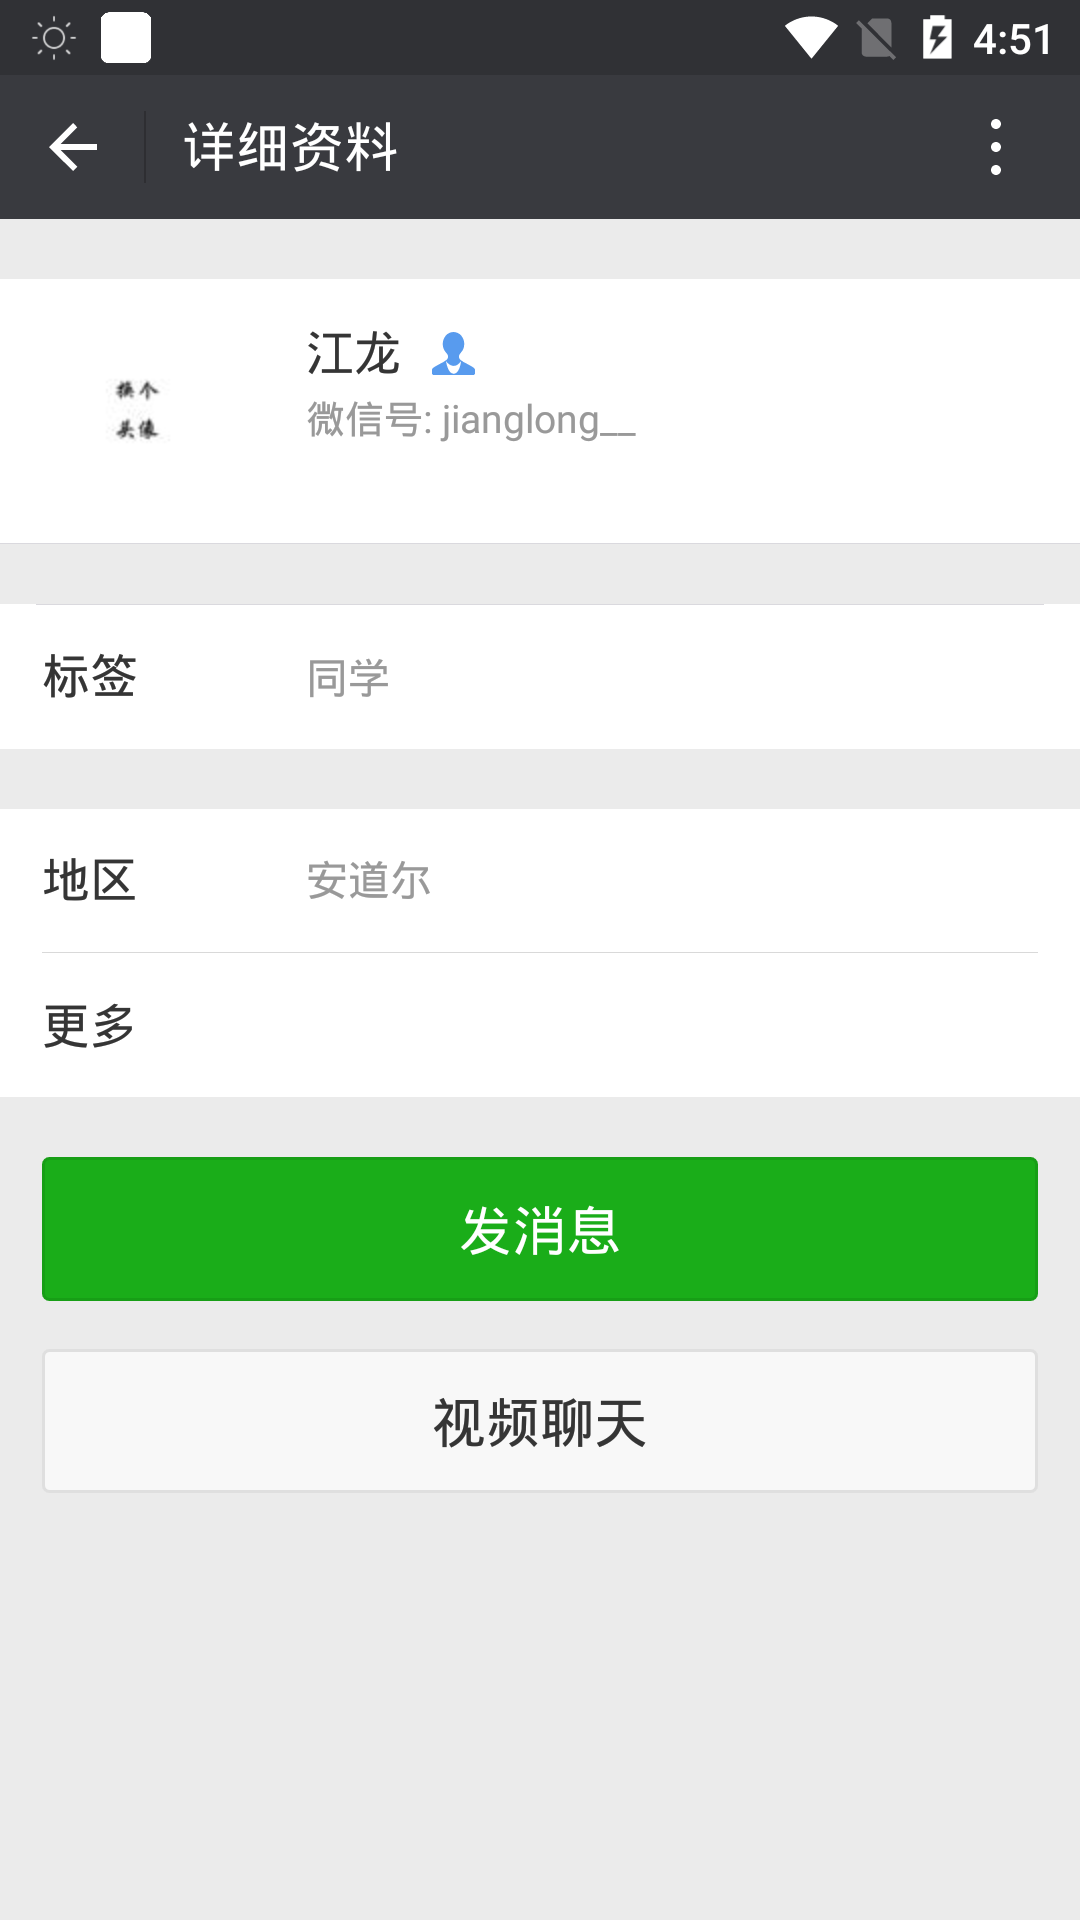 4:51
详细资料
江龙
换个
头像
微信号: jianglong__
标签 同学
地区 安道尔
更多
发消息
视频聊天